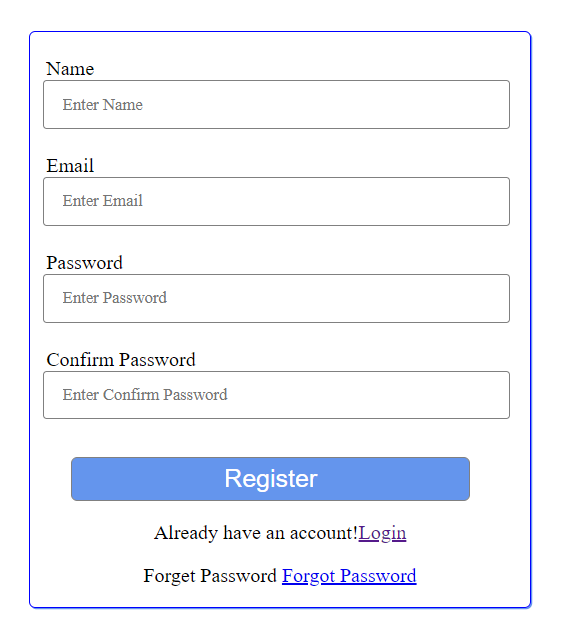 Name
Enter Name
Email
Enter Email
Password
Enter Password
Confirm Password
Enter Confirm Password
Register
Already have an account!Login
Forget Password Forgot Password